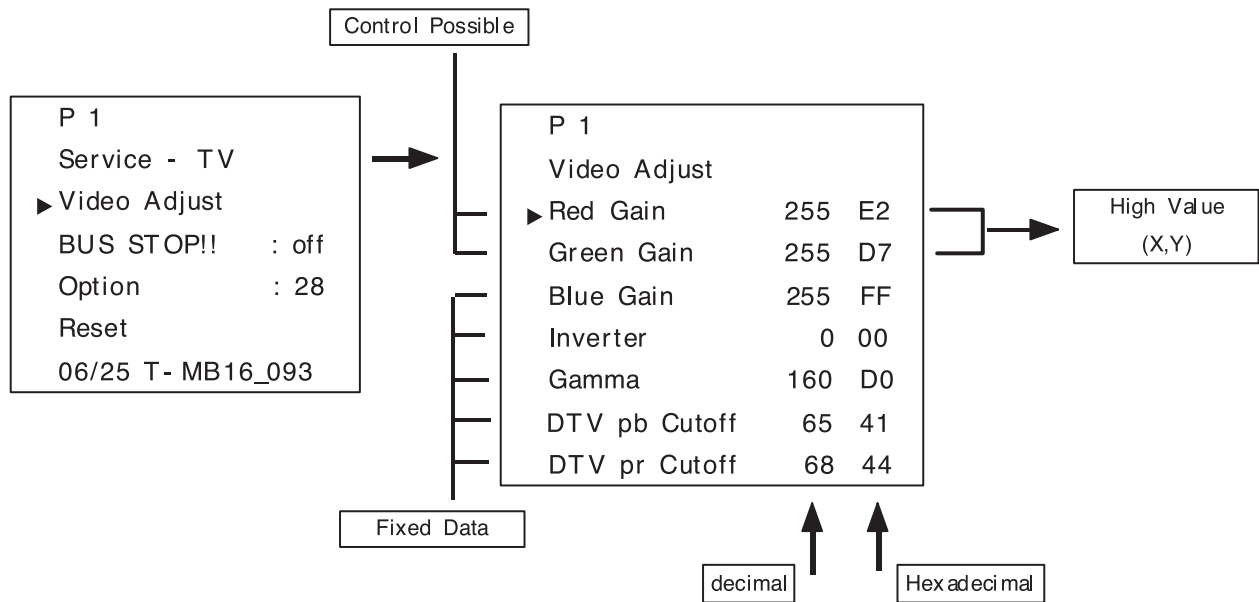 Control Possible
P 1
Service - TV
Video Adjust
BUS STOP!! : off
Option : 28
Reset
06/25 T-MB16_093
P 1
Video Adjust
Red Gain 255 E2
Green Gain 255 D7
Blue Gain 255 FF
Inverter 0 00
Gamma 160 D0
DTV pb Cutoff 65 41
DTV pr Cutoff 68 44
High Value
(X,Y)
Fixed Data
decimal
Hexadecimal